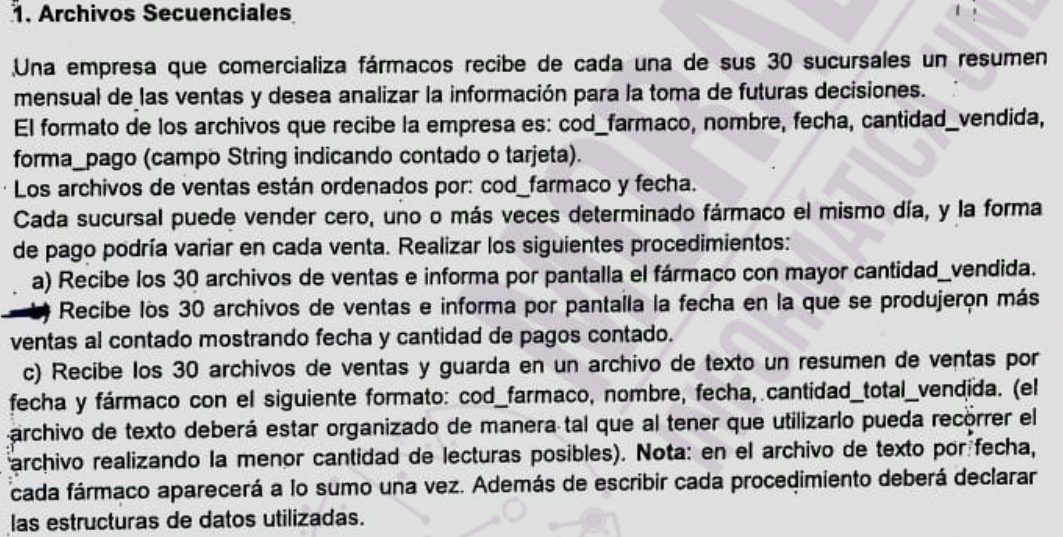 1. Archivos Secuenciales
Una empresa que comercializa fármacos recibe de cada una de sus 30 sucursales un resumen
mensual de las ventas y desea analizar la información para la toma de futuras decisiones.
El formato de los archivos que recibe la empresa es: cod_farmaco, nombre, fecha, cantidad_vendida,
forma_pago (campo String indicando contado o tarjeta).
Los archivos de ventas están ordenados por: cod_farmaco y fecha.
Cada sucursal puede vender cero, uno o más veces determinado fármaco el mismo día, y la forma
de pago podría variar en cada venta. Realizar los siguientes procedimientos:
a) Recibe los 30 archivos de ventas e informa por pantalla el fármaco con mayor cantidad_vendida.
Recibe los 30 archivos de ventas e informa por pantalla la fecha en la que se produjeron más
ventas al contado mostrando fecha y cantidad de pagos contado.
c) Recibe los 30 archivos de ventas y guarda en un archivo de texto un resumen de ventas por
fecha y fármaco con el siguiente formato: cod_farmaco, nombre, fecha, cantidad_total_vendida. (el
archivo de texto deberá estar organizado de manera tal que al tener que utilizarlo pueda recorrer el
archivo realizando la menor cantidad de lecturas posibles). Nota: en el archivo de texto por fecha,
cada fármaco aparecerá a lo sumo una vez. Además de escribir cada procedimiento deberá declarar
las estructuras de datos utilizadas.